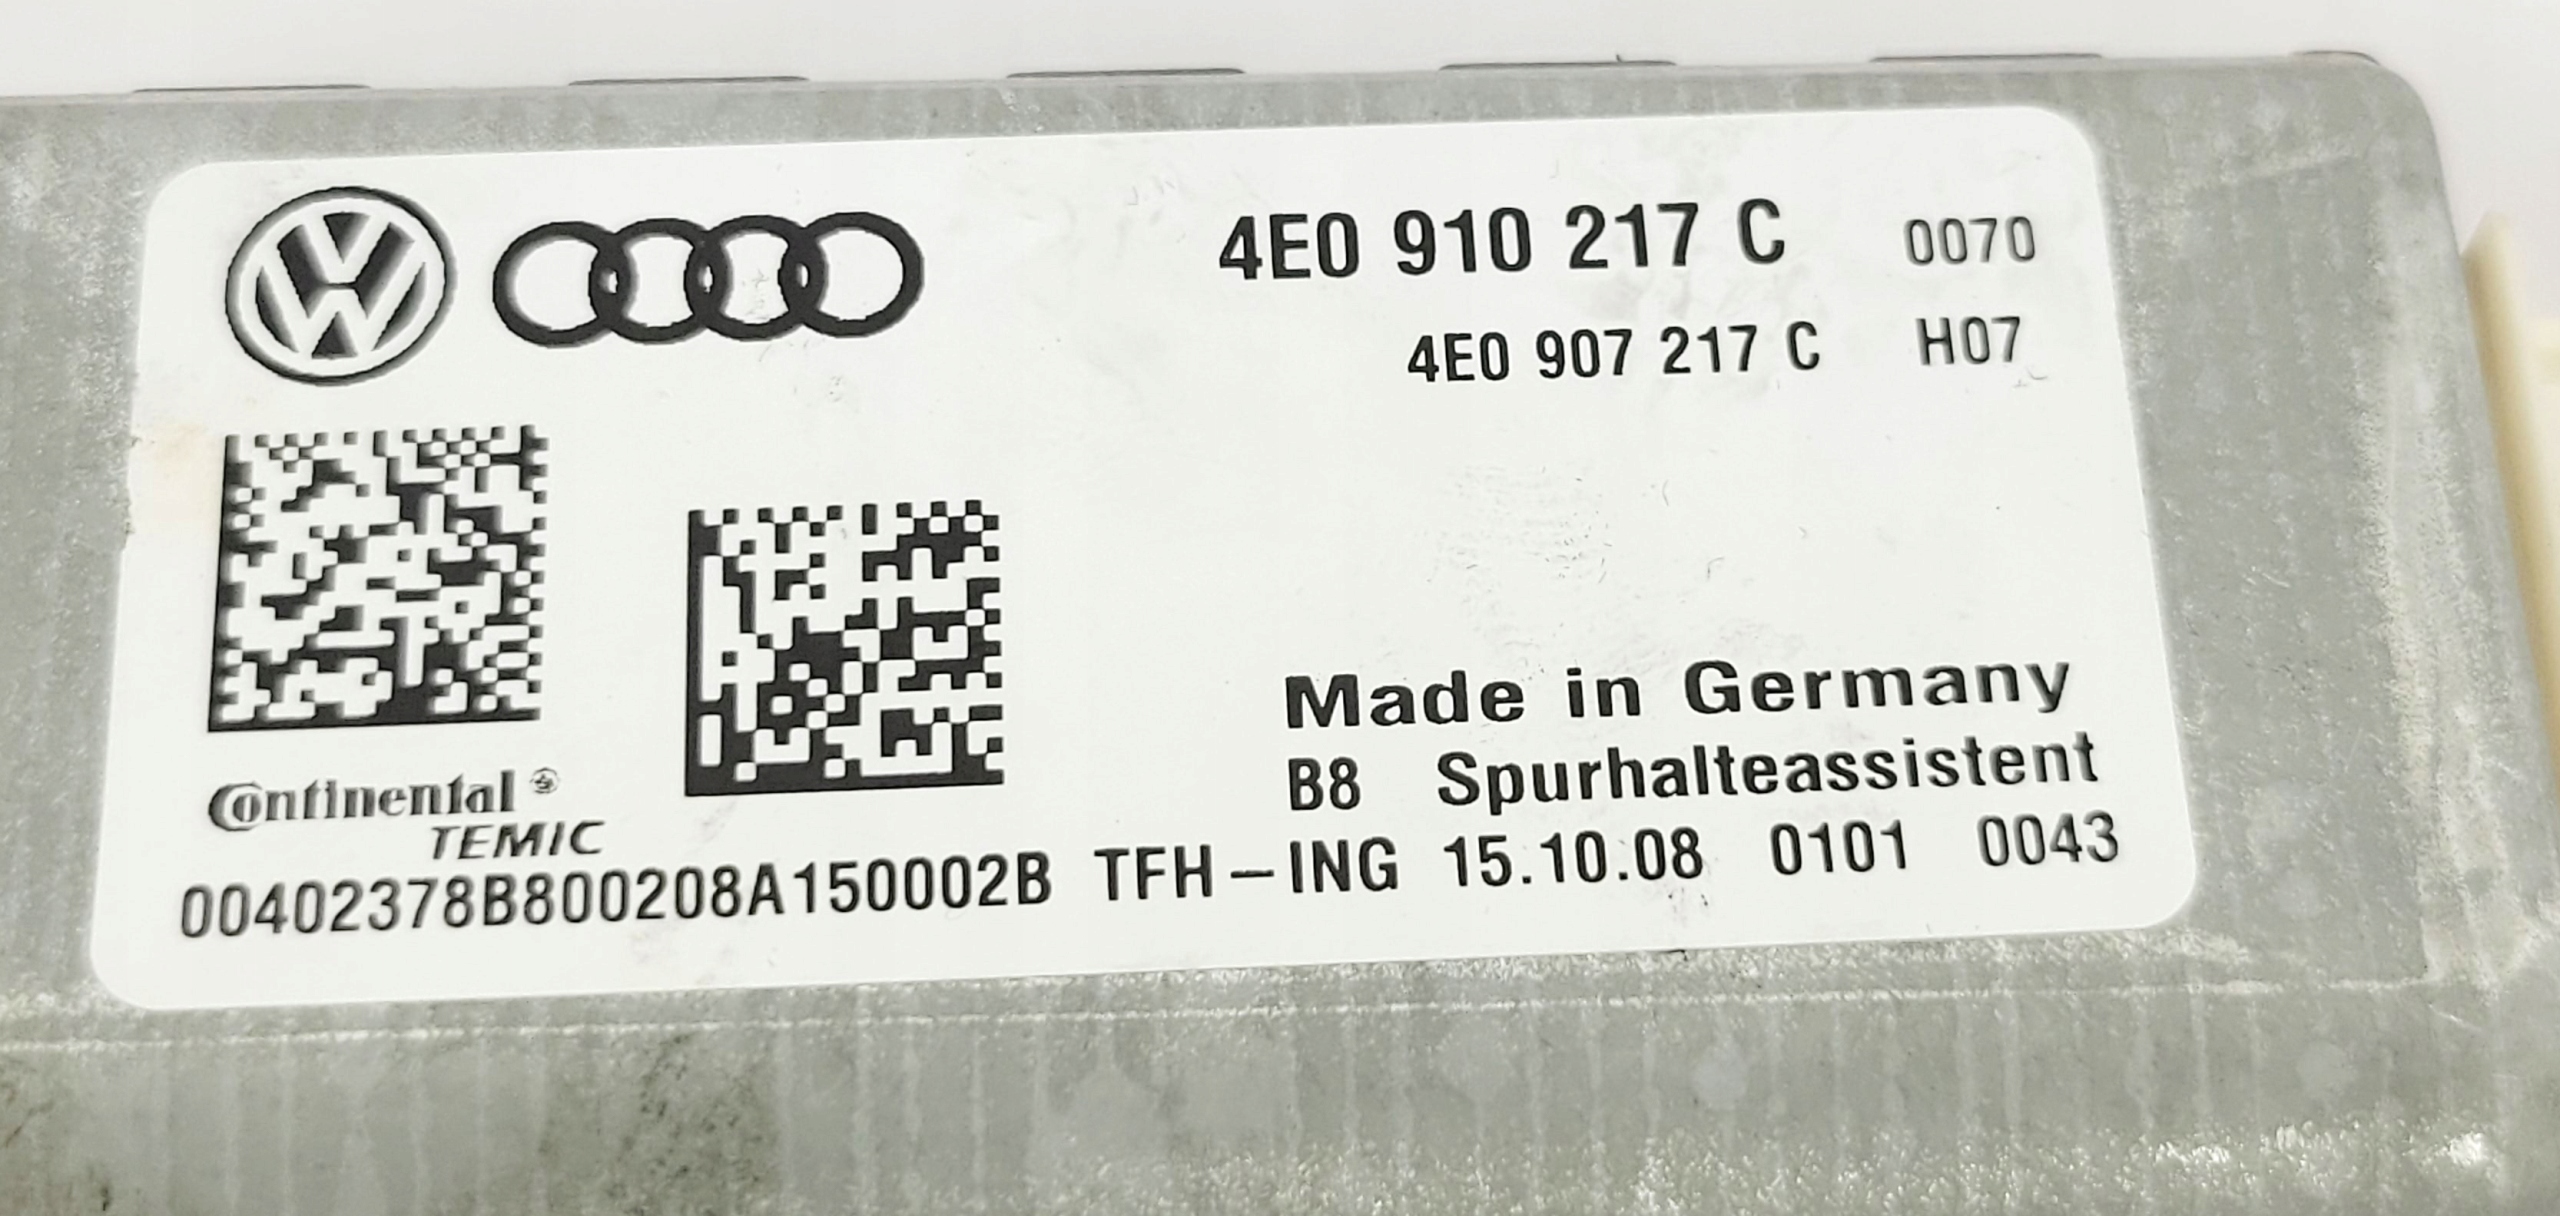 4E0 910 217 C 0070
4E0 907 217 C H07
Made in Germany
B8 Spurhalteassistent
Continental ®
TEMIC
00402378B800208A150002B TFH-ING 15.10.08 0101 0043